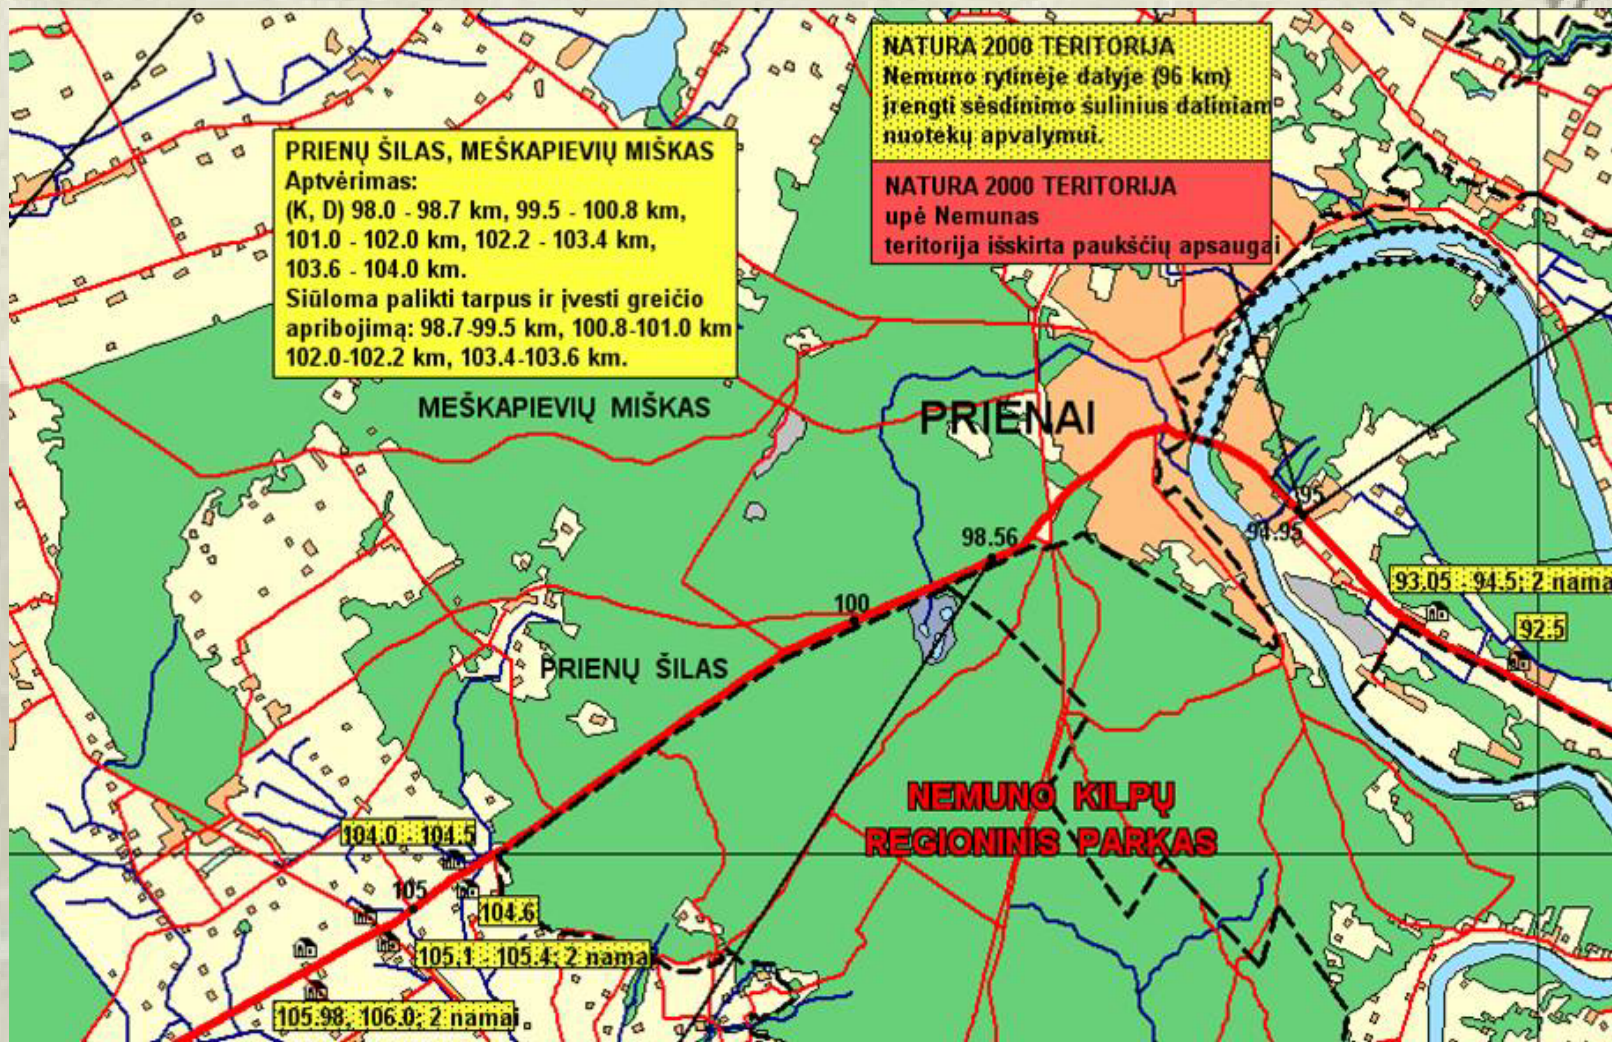 NATURA 2000 TERITORIJA
Nemuno rytinėje dalyje (96 km)
įrengti sėsdinimo šulinius daliniam
nuotekų apvalymui.
NATURA 2000 TERITORIJA
upė Nemunas
teritorija išskirta paukščių apsaugai
PRIENŲ ŠILAS, MEŠKAPIEVIŲ MIŠKAS
Aptvėrimas:
(K, D) 98.0 - 98.7 km, 99.5 - 100.8 km,
101.0 - 102.0 km, 102.2 - 103.4 km,
103.6 - 104.0 km.
Siūloma palikti tarpus ir įvesti greičio
apribojimą: 98.7-99.5 km, 100.8-101.0 km
102.0-102.2 km, 103.4-103.6 km.
MEŠKAPIEVIŲ MIŠKAS
PRIENAI
95
94.95
98.56
93.05 - 94.5; 2 nama
100
92.5
PRIENŲ ŠILAS
NEMUNO KILPŲ
REGIONINIS PARKAS
104.0 - 104.5
105
104.6
105.1 - 105.4; 2 namai
105.98, 106.0; 2 namai.